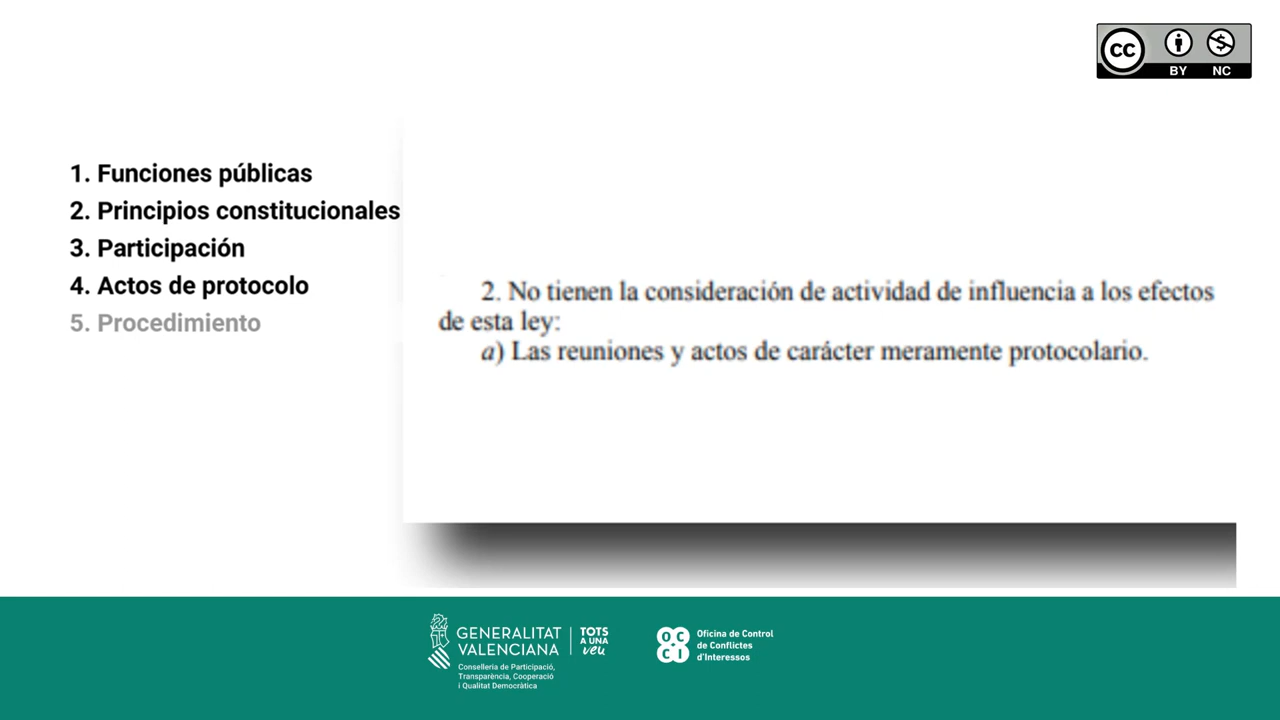 CC
BY NC
1. Funciones públicas
2. Principios constitucionales
3. Participación
4. Actos de protocolo
5. Procedimiento
2. No tienen la consideración de actividad de influencia a los efectos
de esta ley:
a) Las reuniones y actos de carácter meramente protocolario.
GENERALITAT
VALENCIANA
Conselleria de Participació,
Transparència, Cooperació
i Qualitat Democràtica
TOTS
A UNA
veu
OC
CI
Oficina de Control
de Conflictes
d'Interessos